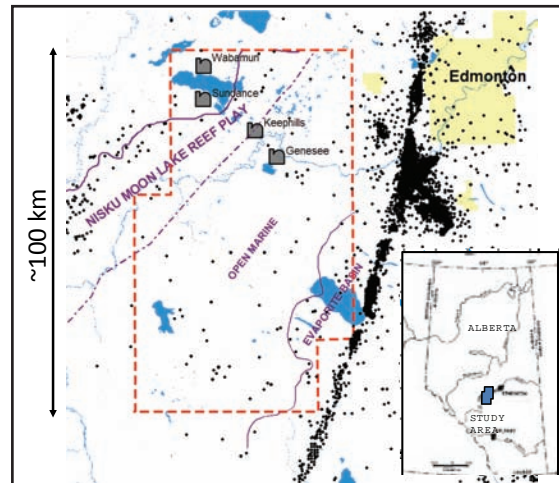 ~100 km
Wabamun
Sundance
Keephills
Genesee
Edmonton
NISKU MOON LAKE REEF PLAY
OPEN MARINE
EVAPORITE BASIN
ALBERTA
STUDY
AREA